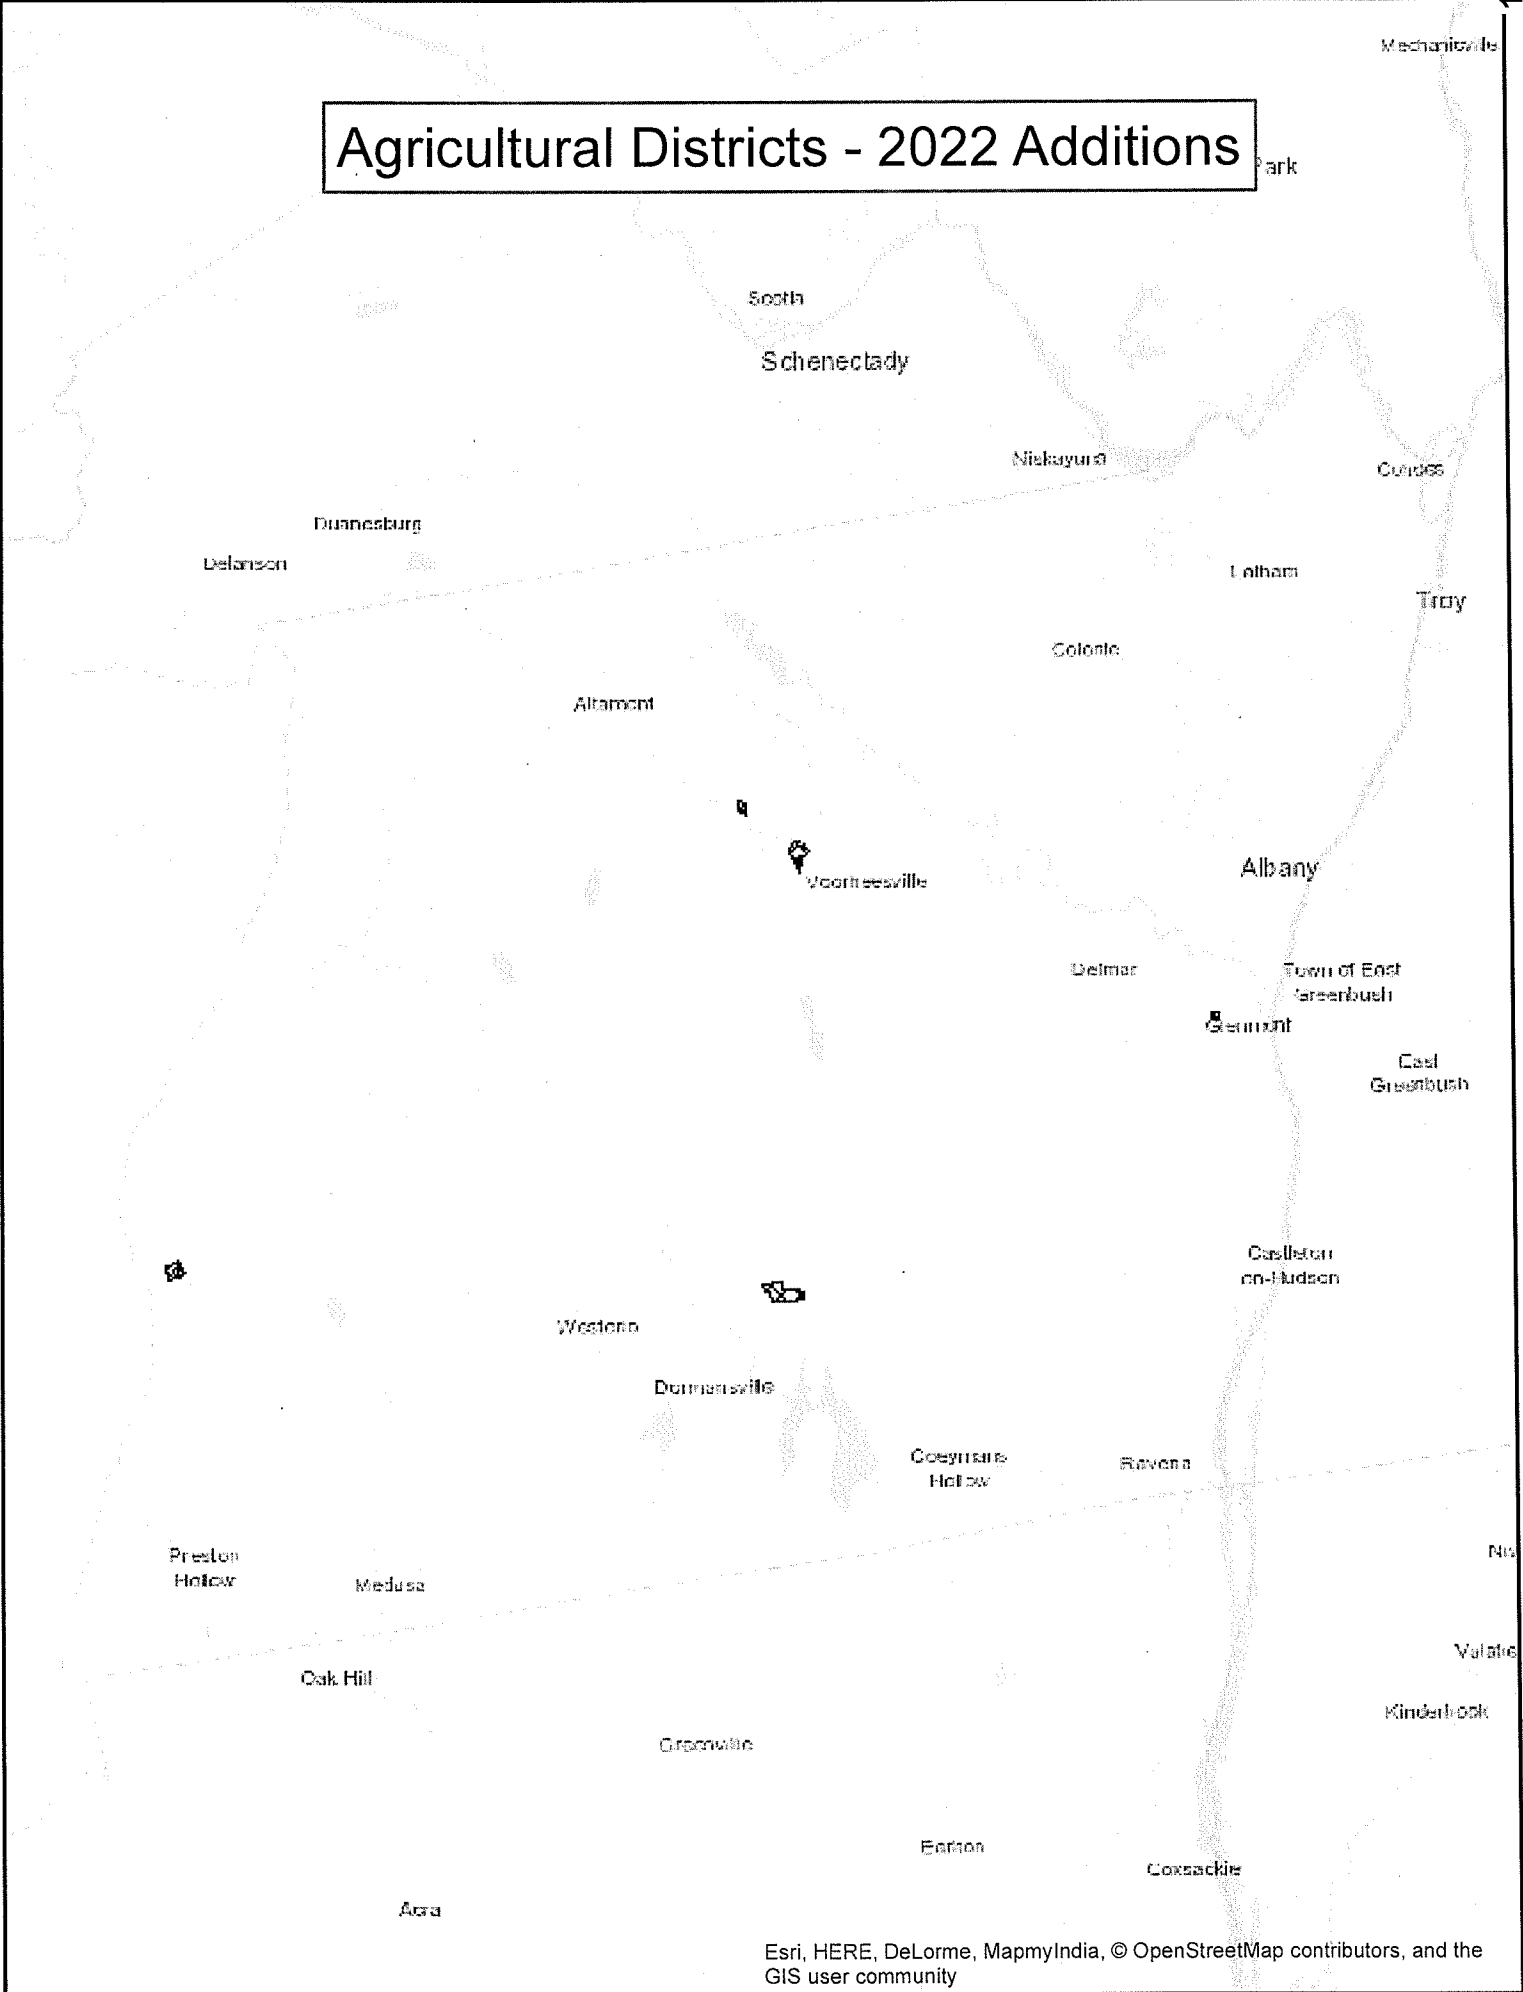 Mechanicville
Agricultural Districts - 2022 Additions
Park
Scotia
Schenectady
Niskayuna
Cohoes
Duanesburg
Delanson
Latham
Troy
Colonie
Altamont
Albany
Voorheesville
Delmar
Town of East
Greenbush
Glenmont
East
Greenbush
Castleton
on-Hudson
Westerlo
Dormansville
Coeymans
Hollow
Ravena
Preston
Hollow
Medusa
Oak Hill
Kinderhook
Greenville
Earlton
Coxsackie
Acra
Esri, HERE, DeLorme, MapmyIndia, © OpenStreetMap contributors, and the
GIS user community